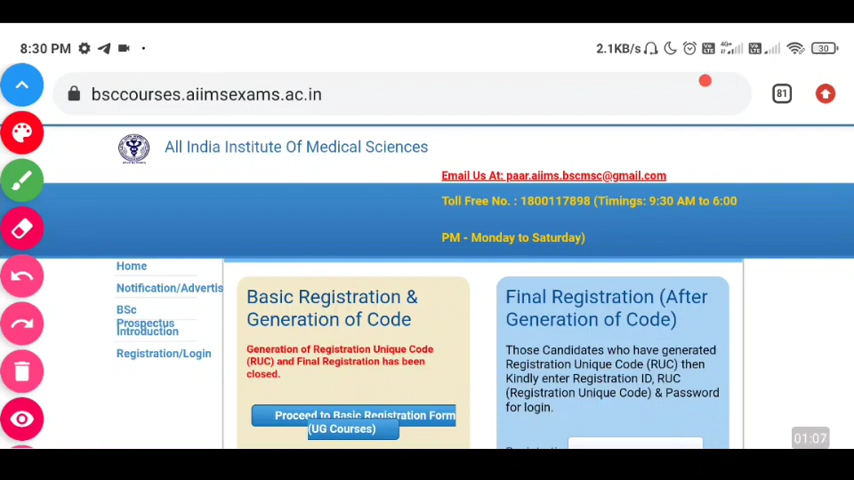 8:30 PM
2.1KB/s
4G+
30
bsccourses.aiimsexams.ac.in
81
All India Institute Of Medical Sciences
Email Us At: paar.aiims.bscmsc@gmail.com
Toll Free No. : 1800117898 (Timings: 9:30 AM to 6:00
PM - Monday to Saturday)
Home
Notification/Advertis
BSc
Prospectus
Introduction
Registration/Login
Basic Registration &
Generation of Code
Generation of Registration Unique Code
(RUC) and Final Registration has been
closed.
Proceed to Basic Registration Form
(UG Courses)
Final Registration (After
Generation of Code)
Those Candidates who have generated
Registration Unique Code (RUC) then
Kindly enter Registration ID, RUC
(Registration Unique Code) & Password
for login.
01:07